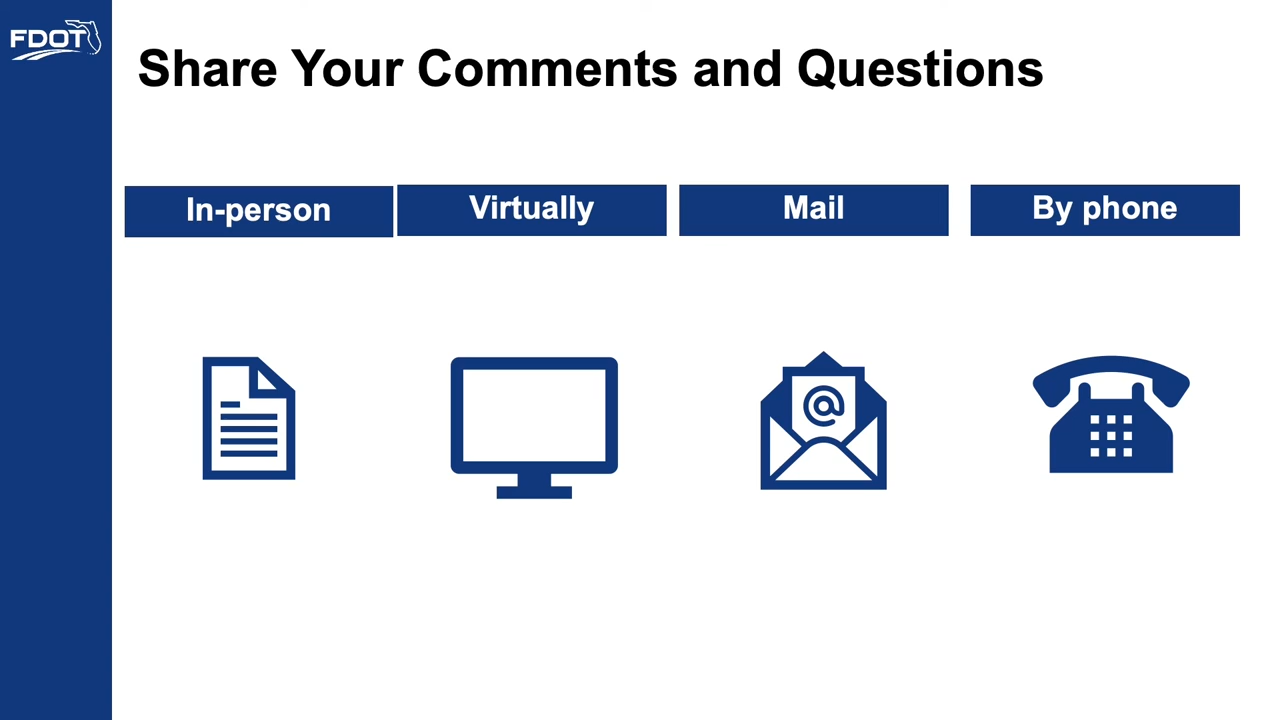 FDOT
Share Your Comments and Questions
In-person
Virtually
Mail
By phone
@